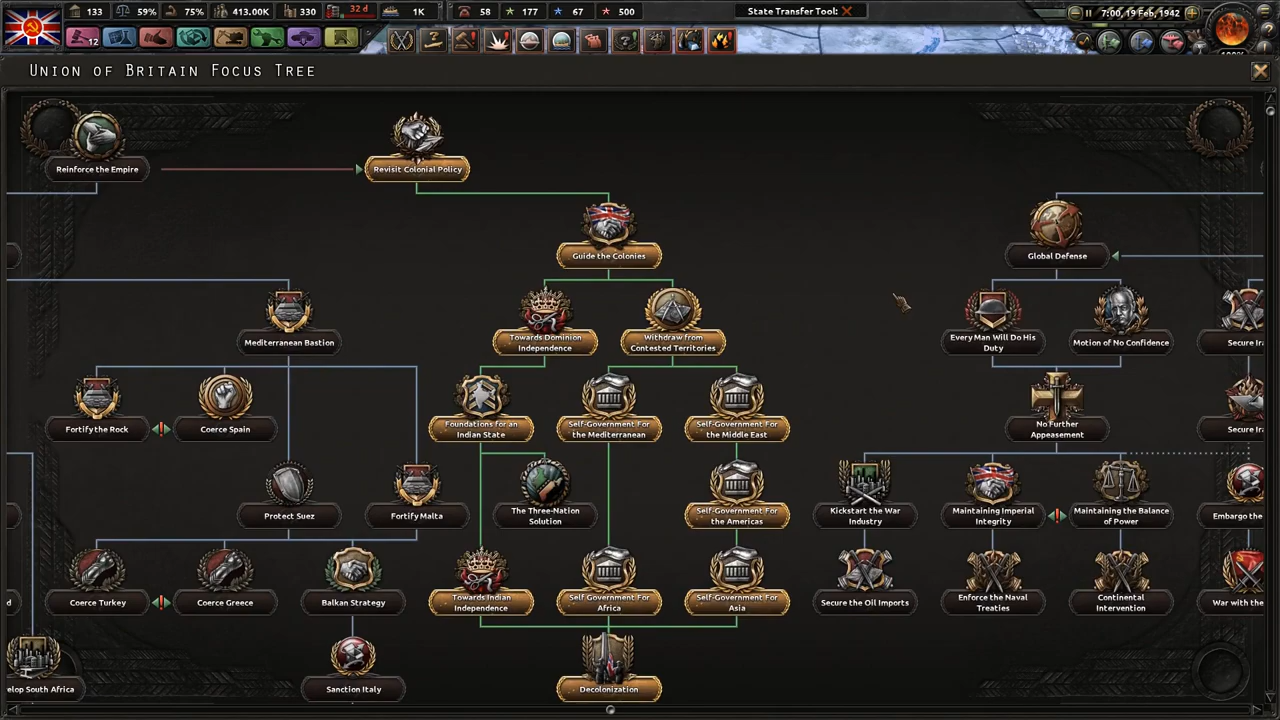 133
59%
75%
413.00K
330
32 d
1K
58
177
67
500
State Transfer Tool:
7:00, 19 Feb, 1942
12
100%
Union of Britain Focus Tree
Reinforce the Empire
Revisit Colonial Policy
Guide the Colonies
Global Defense
Mediterranean Bastion
Towards Dominion
Independence
Withdraw from
Contested Territories
Every Man Will Do His
Duty
Motion of No Confidence
Secure Ira
Fortify the Rock
Coerce Spain
Foundations for an
Indian State
Self-Government For
the Mediterranean
Self-Government For
the Middle East
No Further
Appeasement
Secure Ira
Protect Suez
Fortify Malta
The Three-Nation
Solution
Self-Government For
the Americas
Kickstart the War
Industry
Maintaining Imperial
Integrity
Maintaining the Balance
of Power
Embargo the
Coerce Turkey
Coerce Greece
Balkan Strategy
Towards Indian
Independence
Self Government For
Africa
Self-Government For
Asia
Secure the Oil Imports
Enforce the Naval
Treaties
Continental
Intervention
War with the
d
elop South Africa
Sanction Italy
Decolonization